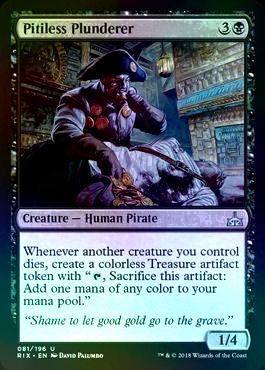 Pitiless Plunderer 3
Creature — Human Pirate
Whenever another creature you control
dies, create a colorless Treasure artifact
token with “, Sacrifice this artifact:
Add one mana of any color to your
mana pool.”
“Shame to let good gold go to the grave.”
081/196 U
RIX • EN DAVID PALUMBO
1/4
™ & © 2018 Wizards of the Coast